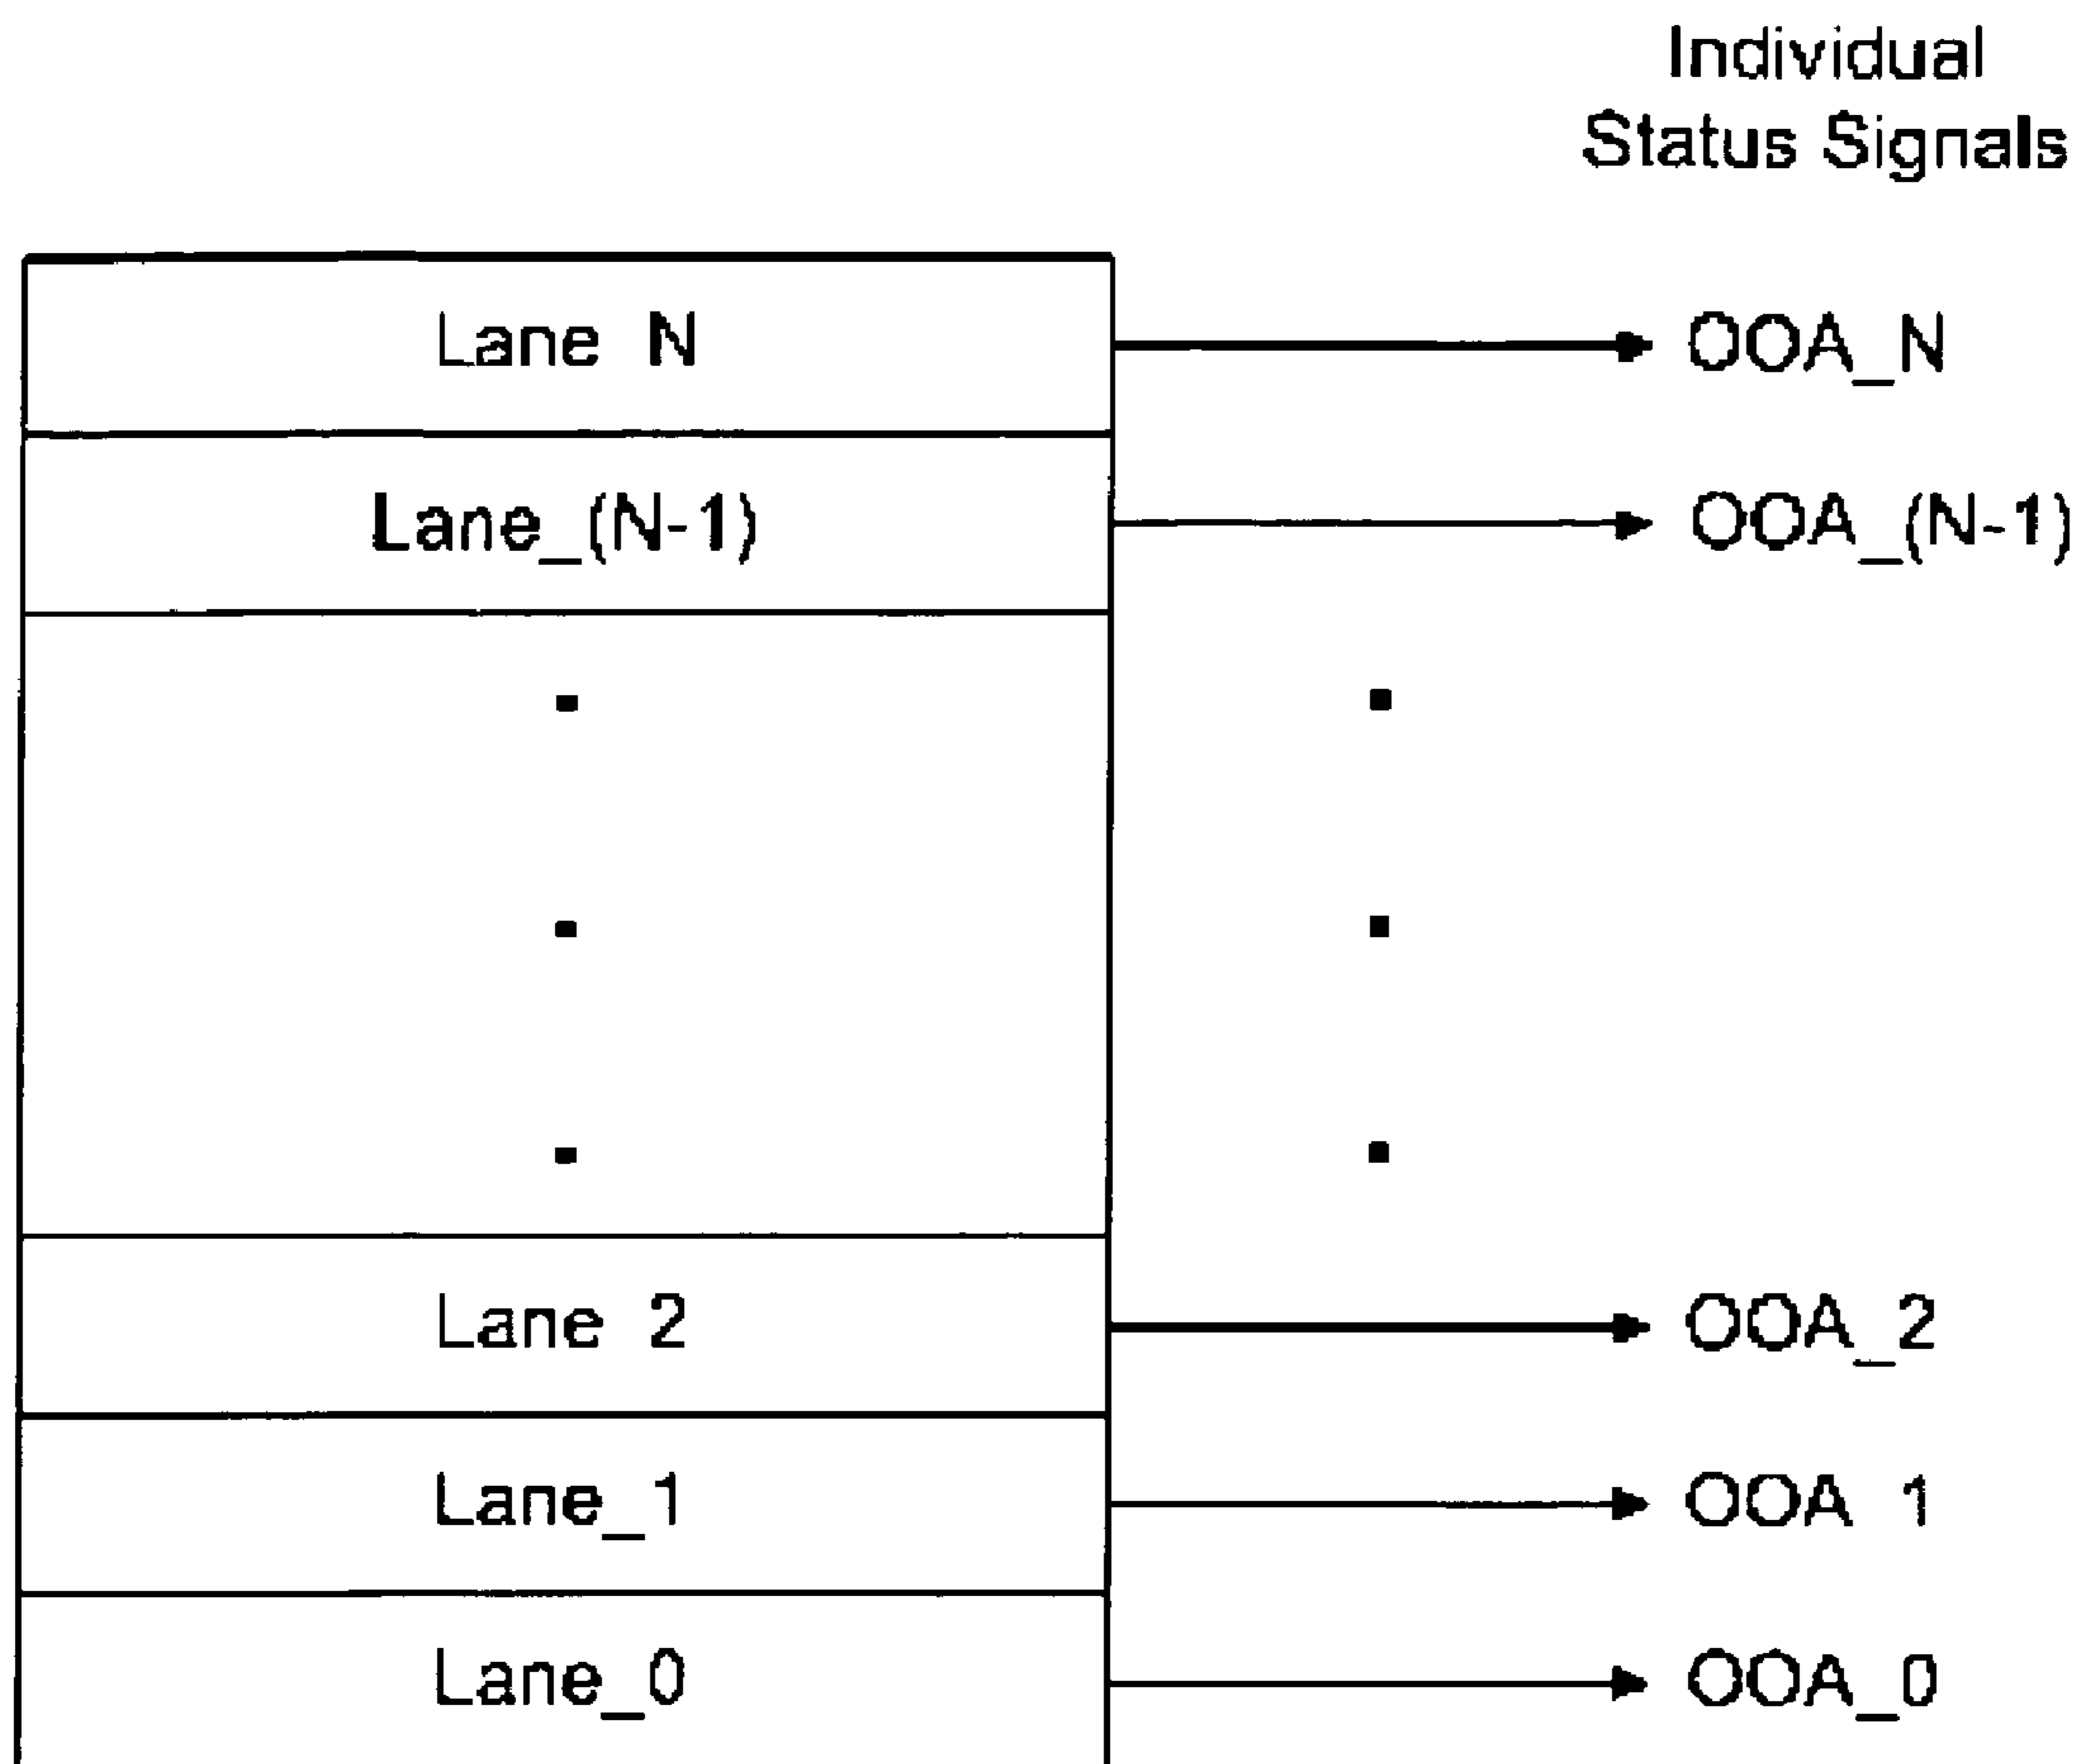 Individual
Status Signals
Lane N
OOA_N
Lane_(N-1)
OOA_(N-1)
Lane 2
OOA_2
Lane_1
OOA 1
Lane_0
OOA_0